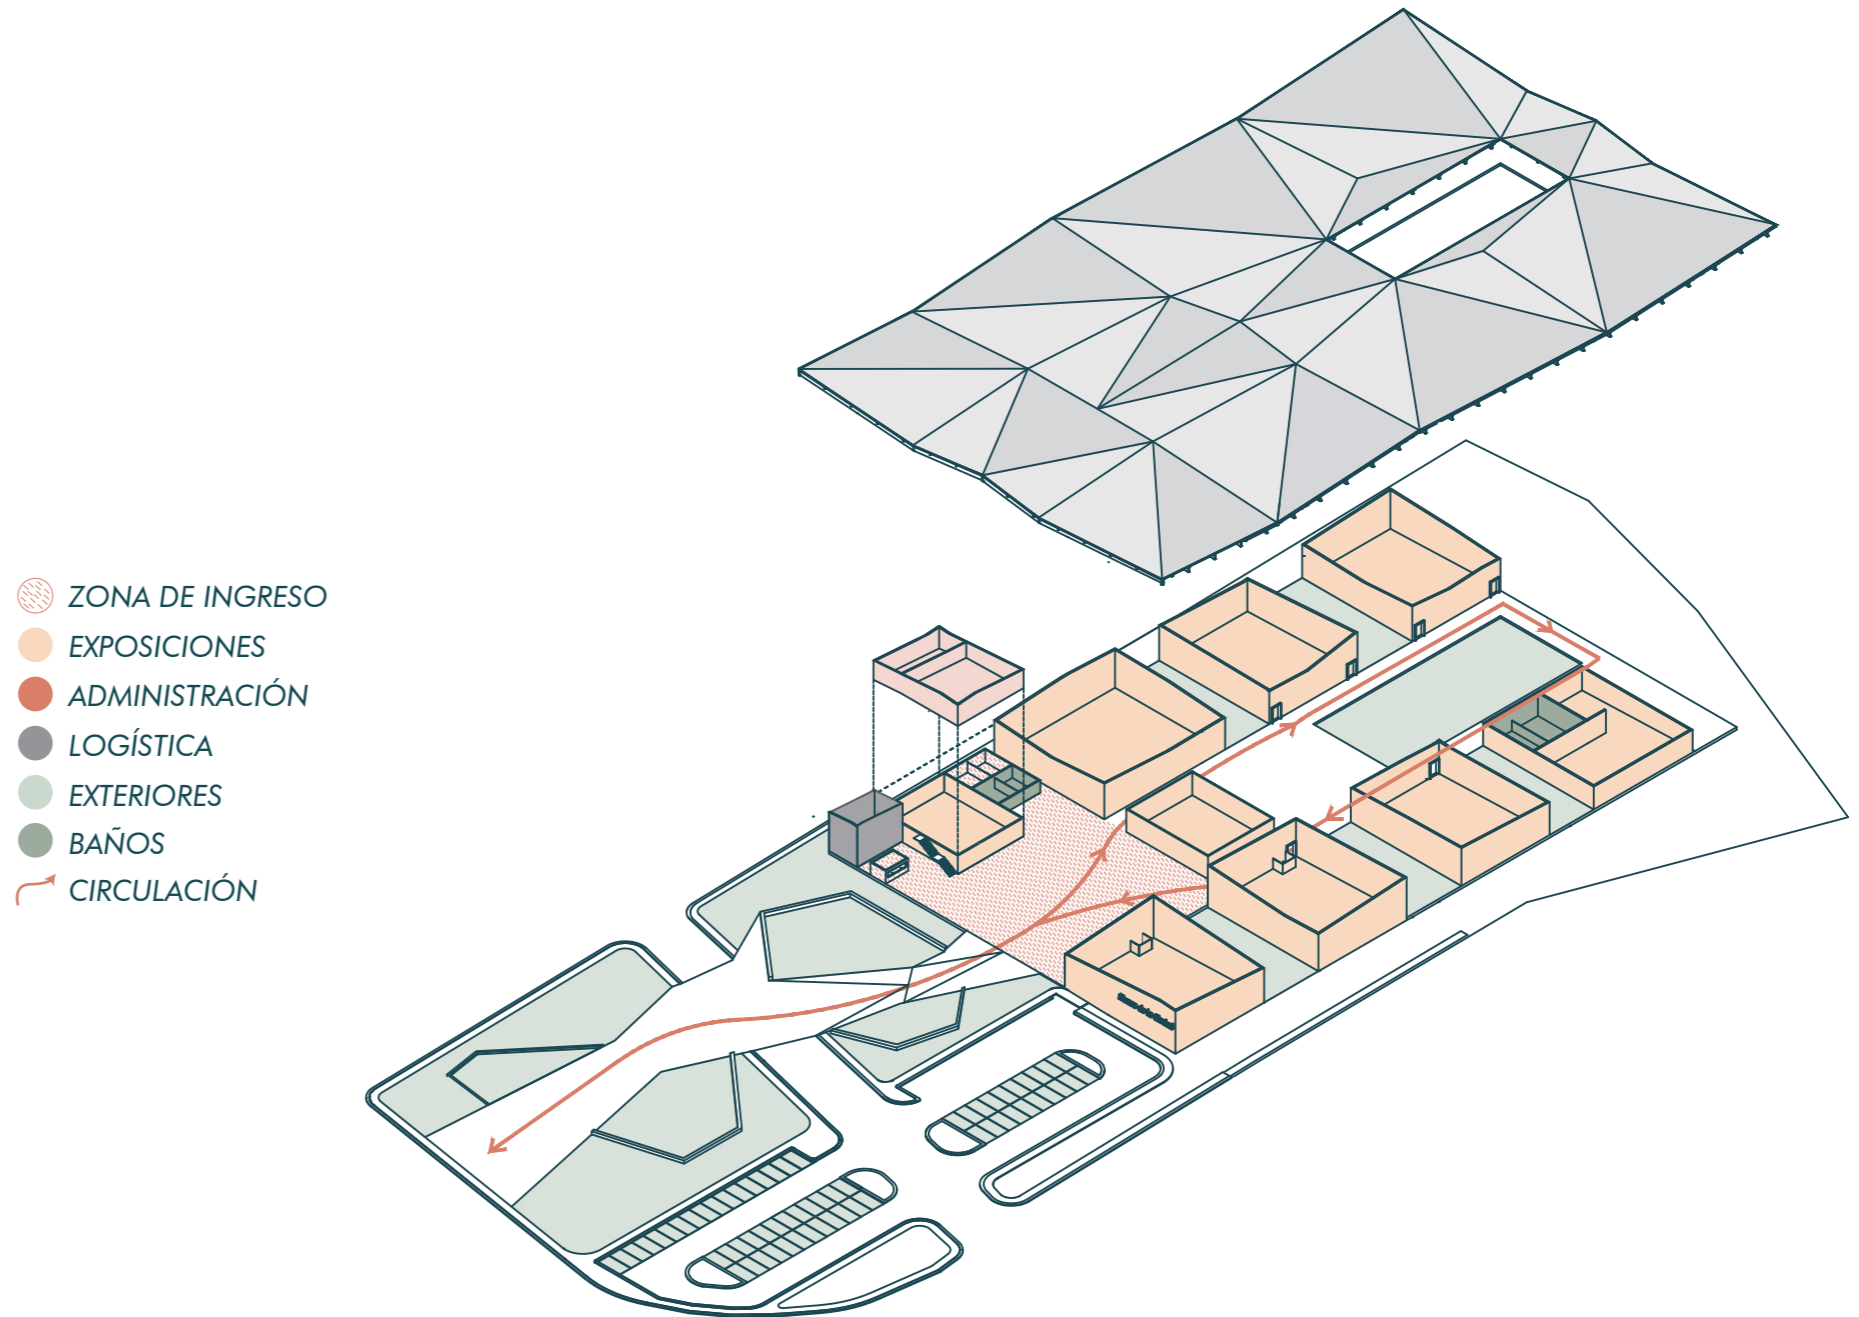 ZONA DE INGRESO
EXPOSICIONES
ADMINISTRACIÓN
LOGÍSTICA
EXTERIORES
BAÑOS
CIRCULACIÓN